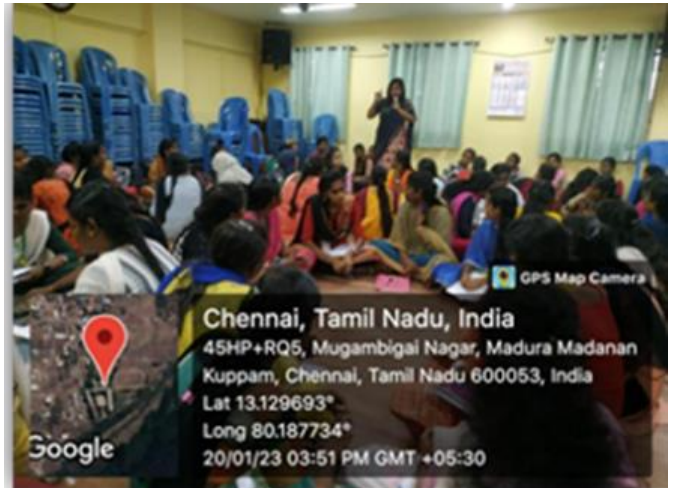 GPS Map Camera
Chennai, Tamil Nadu, India
45HP+RQ5, Mugambigai Nagar, Madura Madanan
Kuppam, Chennai, Tamil Nadu 600053, India
Lat 13.129693°
Long 80.187734°
20/01/23 03:51 PM GMT +05:30
Google